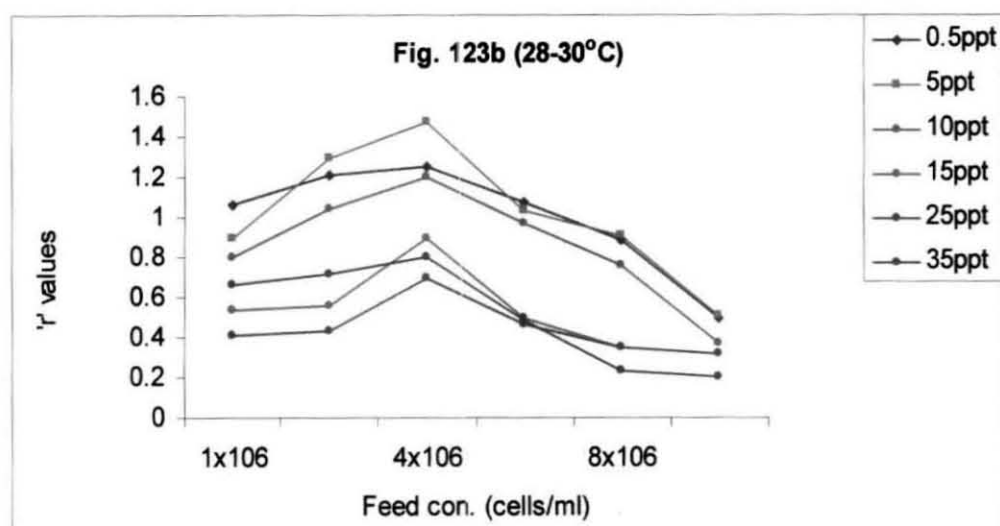 Fig. 123b (28-30°C)
1.6
1.4
1.2
1
0.8
0.6
0.4
0.2
0
'r' values
1x106
4x106
8x106
Feed con. (cells/ml)
0.5ppt
5ppt
10ppt
15ppt
25ppt
35ppt